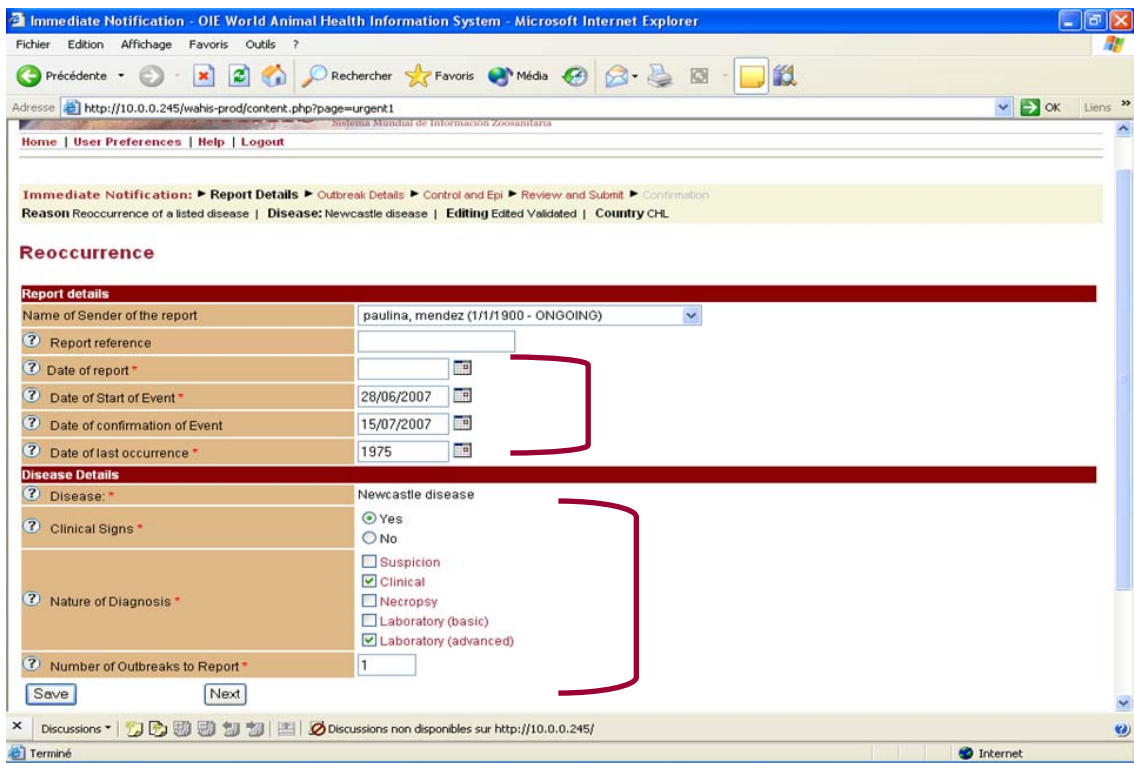 Immediate Notification - OIE World Animal Health Information System - Microsoft Internet Explorer
Fichier Edition Affichage Favoris Outils ?
Précédente Rechercher Favoris Média
Adresse http://10.0.0.245/wahis-prod/content.php?page=urgent1 OK Liens »
Sistema Mundial de Información Zoosanitaria
Home | User Preferences | Help | Logout
Immediate Notification: ► Report Details ► Outbreak Details ► Control and Epi ► Review and Submit ► Confirmation
Reason Reoccurrence of a listed disease | Disease: Newcastle disease | Editing Edited Validated | Country CHL
Reoccurrence
Report details
Name of Sender of the report paulina, mendez (1/1/1900 - ONGOING)
? Report reference
? Date of report *
? Date of Start of Event * 28/06/2007
? Date of confirmation of Event 15/07/2007
? Date of last occurrence * 1975
Disease Details
? Disease: * Newcastle disease
? Clinical Signs * Yes
No
? Nature of Diagnosis * Suspicion
Clinical
Necropsy
Laboratory (basic)
Laboratory (advanced)
? Number of Outbreaks to Report * 1
Save Next
× Discussions Discussions non disponibles sur http://10.0.0.245/
Terminé Internet